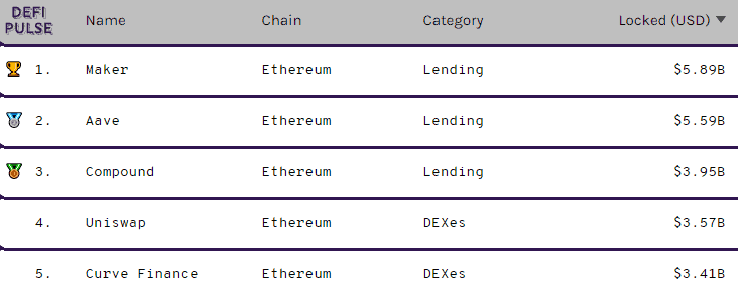 DEFI PULSE Name Chain Category Locked (USD)
1. Maker Ethereum Lending $5.89B
2. Aave Ethereum Lending $5.59B
3. Compound Ethereum Lending $3.95B
4. Uniswap Ethereum DEXes $3.57B
5. Curve Finance Ethereum DEXes $3.41B